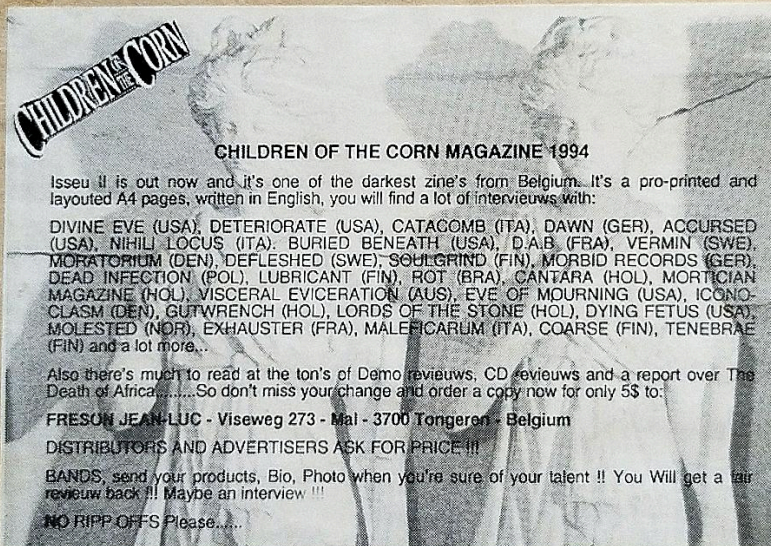 CHILDREN OF THE CORN
CHILDREN OF THE CORN MAGAZINE 1994
Isseu II is out now and it's one of the darkest zine's from Belgium. It's a pro-printed and
layouted A4 pages, written in English, you will find a lot of intervieuws with:
DIVINE EVE (USA), DETERIORATE (USA), CATACOMB (ITA), DAWN (GER), ACCURSED
(USA), NIHILI LOCUS (ITA). BURIED BENEATH (USA), D.A.B (FRA), VERMIN (SWE),
MORATORIUM (DEN), DEFLESHED (SWE), SOULGRIND (FIN), MORBID RECORDS (GER),
DEAD INFECTION (POL), LUBRICANT (FIN), ROT (BRA), CANTARA (HOL), MORTICIAN
MAGAZINE (HOL), VISCERAL EVICERATION (AUS), EVE OF MOURNING (USA), ICONO-
CLASM (DEN), GUTWRENCH (HOL), LORDS OF THE STONE (HOL), DYING FETUS (USA),
MOLESTED (NOR), EXHAUSTER (FRA), MALEFICARUM (ITA), COARSE (FIN), TENEBRAE
(FIN) and a lot more...
Also there's much to read at the ton's of Demo revieuws, CD revieuws and a report over The
Death of Africa.........So don't miss your change and order a copy now for only 5$ to:
FRESON JEAN-LUC - Viseweg 273 - Mal - 3700 Tongeren - Belgium
DISTRIBUTORS AND ADVERTISERS ASK FOR PRICE !!!
BANDS, send your products, Bio, Photo when you're sure of your talent !! You Will get a fair
revieuw back !!! Maybe an interview !!!
NO RIPP OFFS Please......